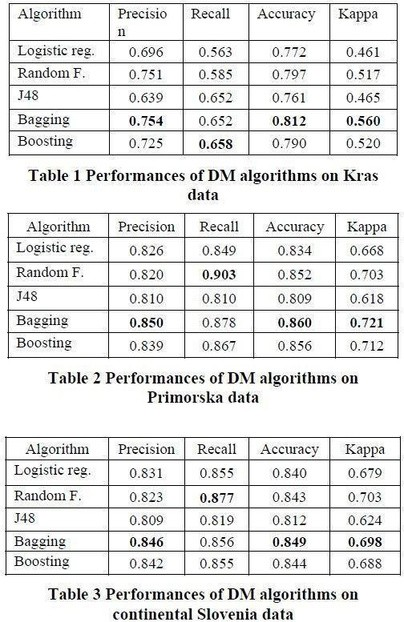 Algorithm Precisio Recall Accuracy Kappa
n
Logistic reg. 0.696 0.563 0.772 0.461
Random F. 0.751 0.585 0.797 0.517
J48 0.639 0.652 0.761 0.465
Bagging 0.754 0.652 0.812 0.560
Boosting 0.725 0.658 0.790 0.520
Table 1 Performances of DM algorithms on Kras
data
Algorithm Precision Recall Accuracy Kappa
Logistic reg. 0.826 0.849 0.834 0.668
Random F. 0.820 0.903 0.852 0.703
J48 0.810 0.810 0.809 0.618
Bagging 0.850 0.878 0.860 0.721
Boosting 0.839 0.867 0.856 0.712
Table 2 Performances of DM algorithms on
Primorska data
Algorithm Precision Recall Accuracy Kappa
Logistic reg. 0.831 0.855 0.840 0.679
Random F. 0.823 0.877 0.843 0.703
J48 0.809 0.819 0.812 0.624
Bagging 0.846 0.856 0.849 0.698
Boosting 0.842 0.855 0.844 0.688
Table 3 Performances of DM algorithms on
continental Slovenia data